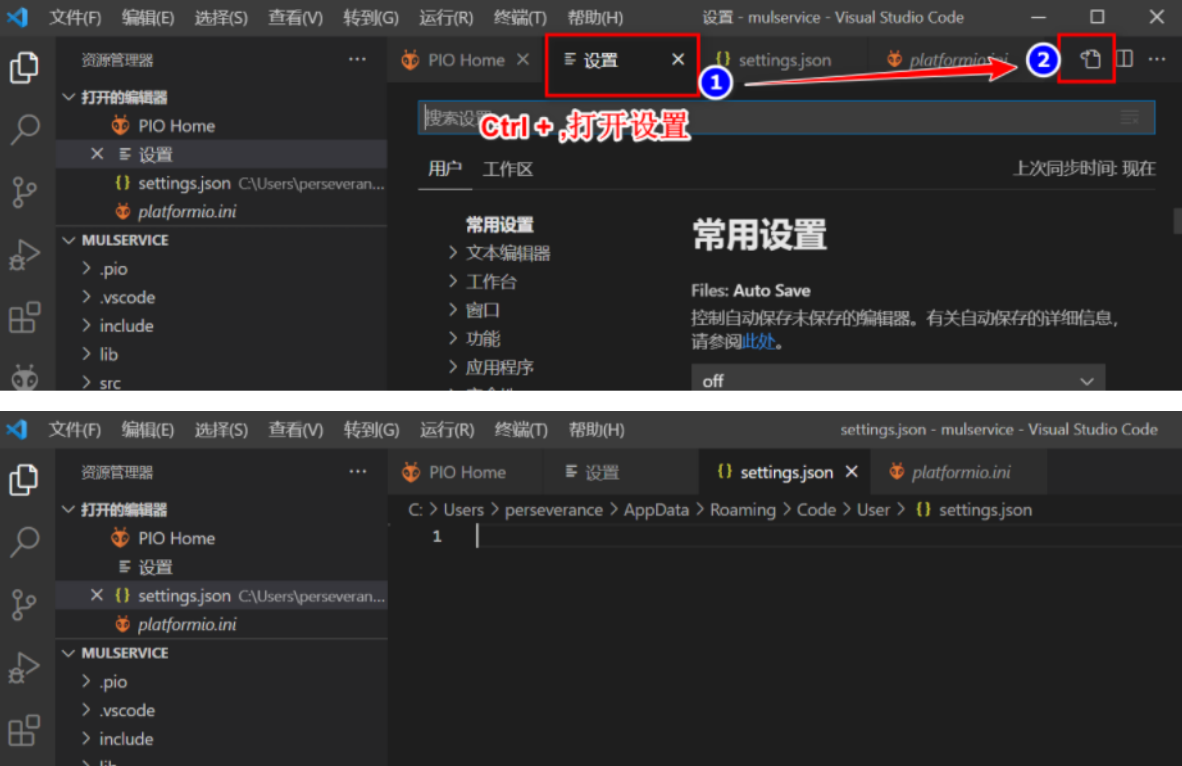 文件(F) 编辑(E) 选择(S) 查看(V) 转到(G) 运行(R) 终端(T) 帮助(H) 设置 - mulservice - Visual Studio Code
资源管理器 ··· PIO Home 设置 settings.json platformio.ini 2 ···
1
打开的编辑器
PIO Home
搜索设置
Ctrl + ,打开设置
设置
用户 工作区 上次同步时间: 现在
settings.json C:\Users\perseveran...
platformio.ini
常用设置 常用设置
MULSERVICE
文本编辑器
.pio
工作台
Files: Auto Save
.vscode
窗口
控制自动保存未保存的编辑器。有关自动保存的详细信息,
include
功能
请参阅此处。
lib
应用程序
src
off
文件(F) 编辑(E) 选择(S) 查看(V) 转到(G) 运行(R) 终端(T) 帮助(H) settings.json - mulservice - Visual Studio Code
资源管理器 ··· PIO Home 设置 settings.json platformio.ini
打开的编辑器
C: > Users > perseverance > AppData > Roaming > Code > User > {} settings.json
PIO Home
1
设置
settings.json C:\Users\perseveran...
platformio.ini
MULSERVICE
.pio
.vscode
include